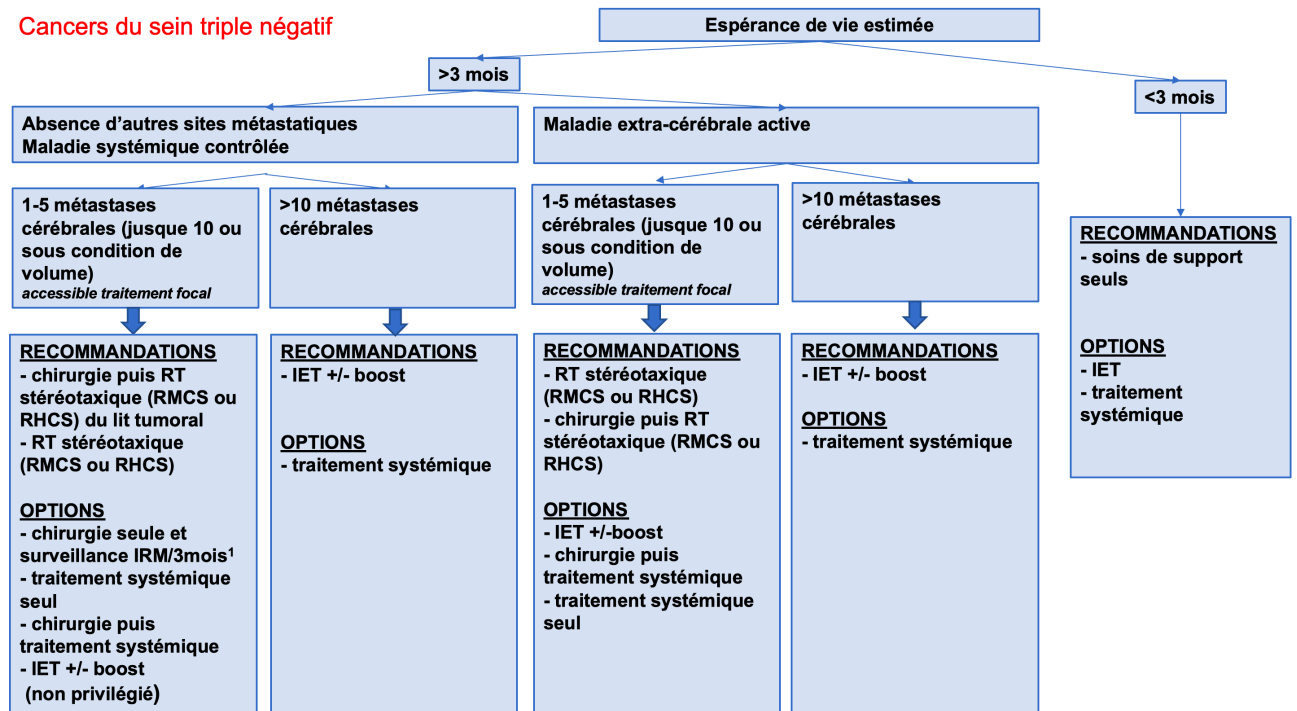 Cancers du sein triple négatif
Espérance de vie estimée
>3 mois
<3 mois
Absence d'autres sites métastatiques
Maladie systémique contrôlée
Maladie extra-cérébrale active
1-5 métastases
cérébrales (jusque 10 ou
sous condition de
volume)
accessible traitement focal
>10 métastases
cérébrales
1-5 métastases
cérébrales (jusque 10 ou
sous condition de
volume)
accessible traitement focal
>10 métastases
cérébrales
RECOMMANDATIONS
- chirurgie puis RT
stéréotaxique (RMCS ou
RHCS) du lit tumoral
- RT stéréotaxique
(RMCS ou RHCS)
OPTIONS
- chirurgie seule et
surveillance IRM/3mois¹
- traitement systémique
seul
- chirurgie puis
traitement systémique
- IET +/- boost
(non privilégié)
RECOMMANDATIONS
- IET +/- boost
OPTIONS
- traitement systémique
RECOMMANDATIONS
- RT stéréotaxique
(RMCS ou RHCS)
- chirurgie puis RT
stéréotaxique (RMCS ou
RHCS)
OPTIONS
- IET +/-boost
- chirurgie puis
traitement systémique
- traitement systémique
seul
RECOMMANDATIONS
- IET +/- boost
OPTIONS
- traitement systémique
RECOMMANDATIONS
- soins de support
seuls
OPTIONS
- IET
- traitement
systémique